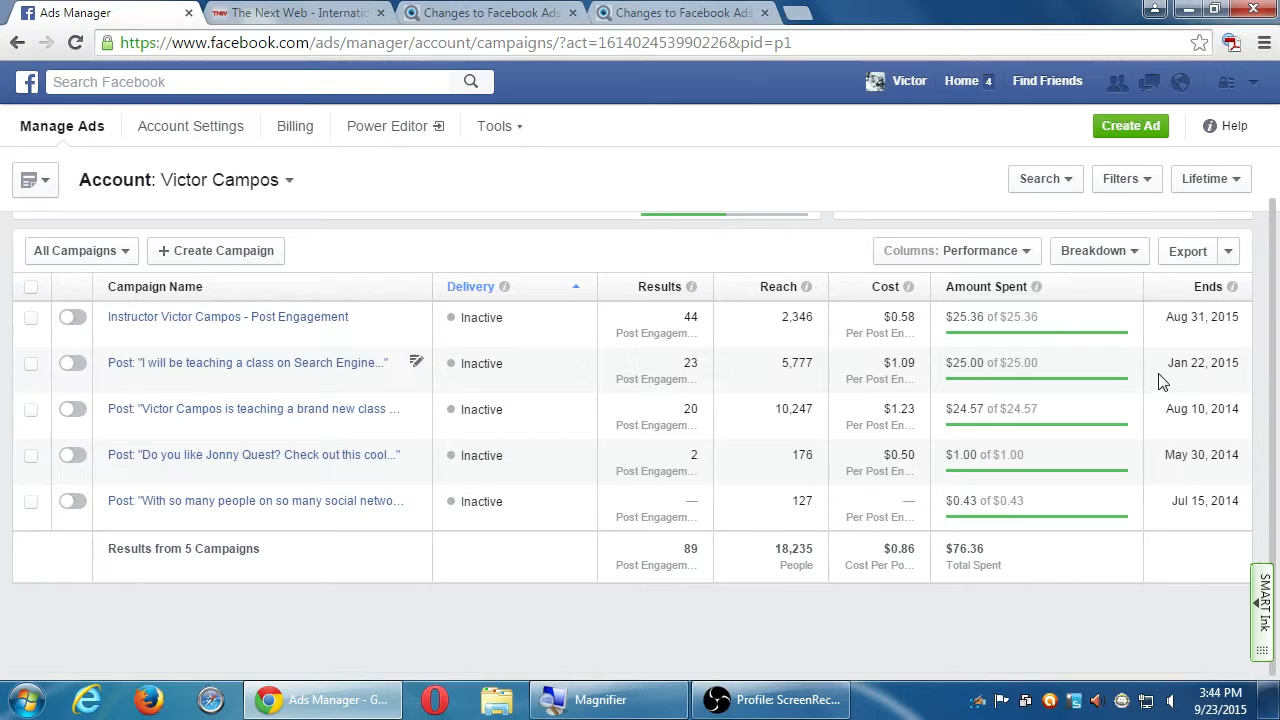 Ads Manager
The Next Web - Internati
Changes to Facebook Ads
Changes to Facebook Ads
https://www.facebook.com/ads/manager/account/campaigns/?act=161402453990226&pid=p1
Search Facebook
Victor
Home 4
Find Friends
Manage Ads
Account Settings
Billing
Power Editor
Tools
Create Ad
Help
Account: Victor Campos
Search
Filters
Lifetime
All Campaigns
+ Create Campaign
Columns: Performance
Breakdown
Export
Campaign Name
Delivery
Results
Reach
Cost
Amount Spent
Ends
Instructor Victor Campos - Post Engagement
Inactive
44
2,346
$0.58
$25.36 of $25.36
Aug 31, 2015
Post Engagem...
Per Post En...
Post: "I will be teaching a class on Search Engine..."
Inactive
23
5,777
$1.09
$25.00 of $25.00
Jan 22, 2015
Post Engagem...
Per Post En...
Post: "Victor Campos is teaching a brand new class ...
Inactive
20
10,247
$1.23
$24.57 of $24.57
Aug 10, 2014
Post Engagem...
Per Post En...
Post: "Do you like Jonny Quest? Check out this cool..."
Inactive
2
176
$0.50
$1.00 of $1.00
May 30, 2014
Post Engagem...
Per Post En...
Post: "With so many people on so many social netwo...
Inactive
—
127
—
$0.43 of $0.43
Jul 15, 2014
Post Engagem...
Per Post En...
Results from 5 Campaigns
89
18,235
$0.86
$76.36
Post Engagem...
People
Cost Per Po...
Total Spent
SMART Ink
Ads Manager - G...
Magnifier
Profile: ScreenRec...
3:44 PM
9/23/2015